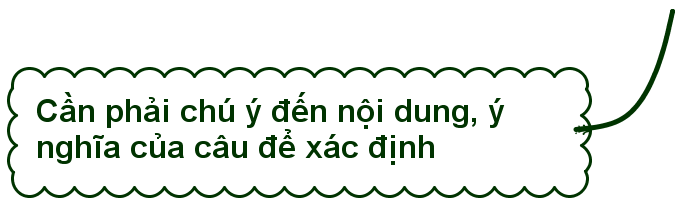 Cần phải chú ý đến nội dung, ý
nghĩa của câu để xác định